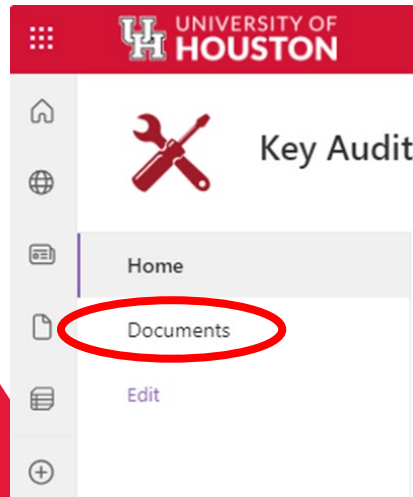 UNIVERSITY OF
HOUSTON
Key Audit
Home
Documents
Edit